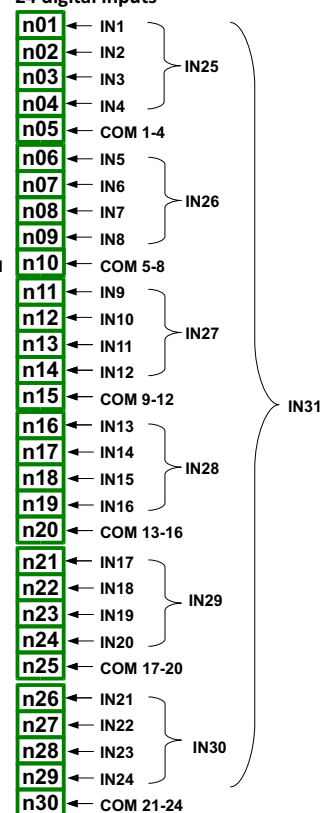 24 digital inputs
n01 IN1
n02 IN2
IN25
n03 IN3
n04 IN4
n05 COM 1-4
n06 IN5
n07 IN6
IN26
n08 IN7
n09 IN8
n10 COM 5-8
n11 IN9
n12 IN10
IN27
n13 IN11
n14 IN12
n15 COM 9-12
IN31
n16 IN13
n17 IN14
IN28
n18 IN15
n19 IN16
n20 COM 13-16
n21 IN17
n22 IN18
IN29
n23 IN19
n24 IN20
n25 COM 17-20
n26 IN21
n27 IN22
IN30
n28 IN23
n29 IN24
n30 COM 21-24